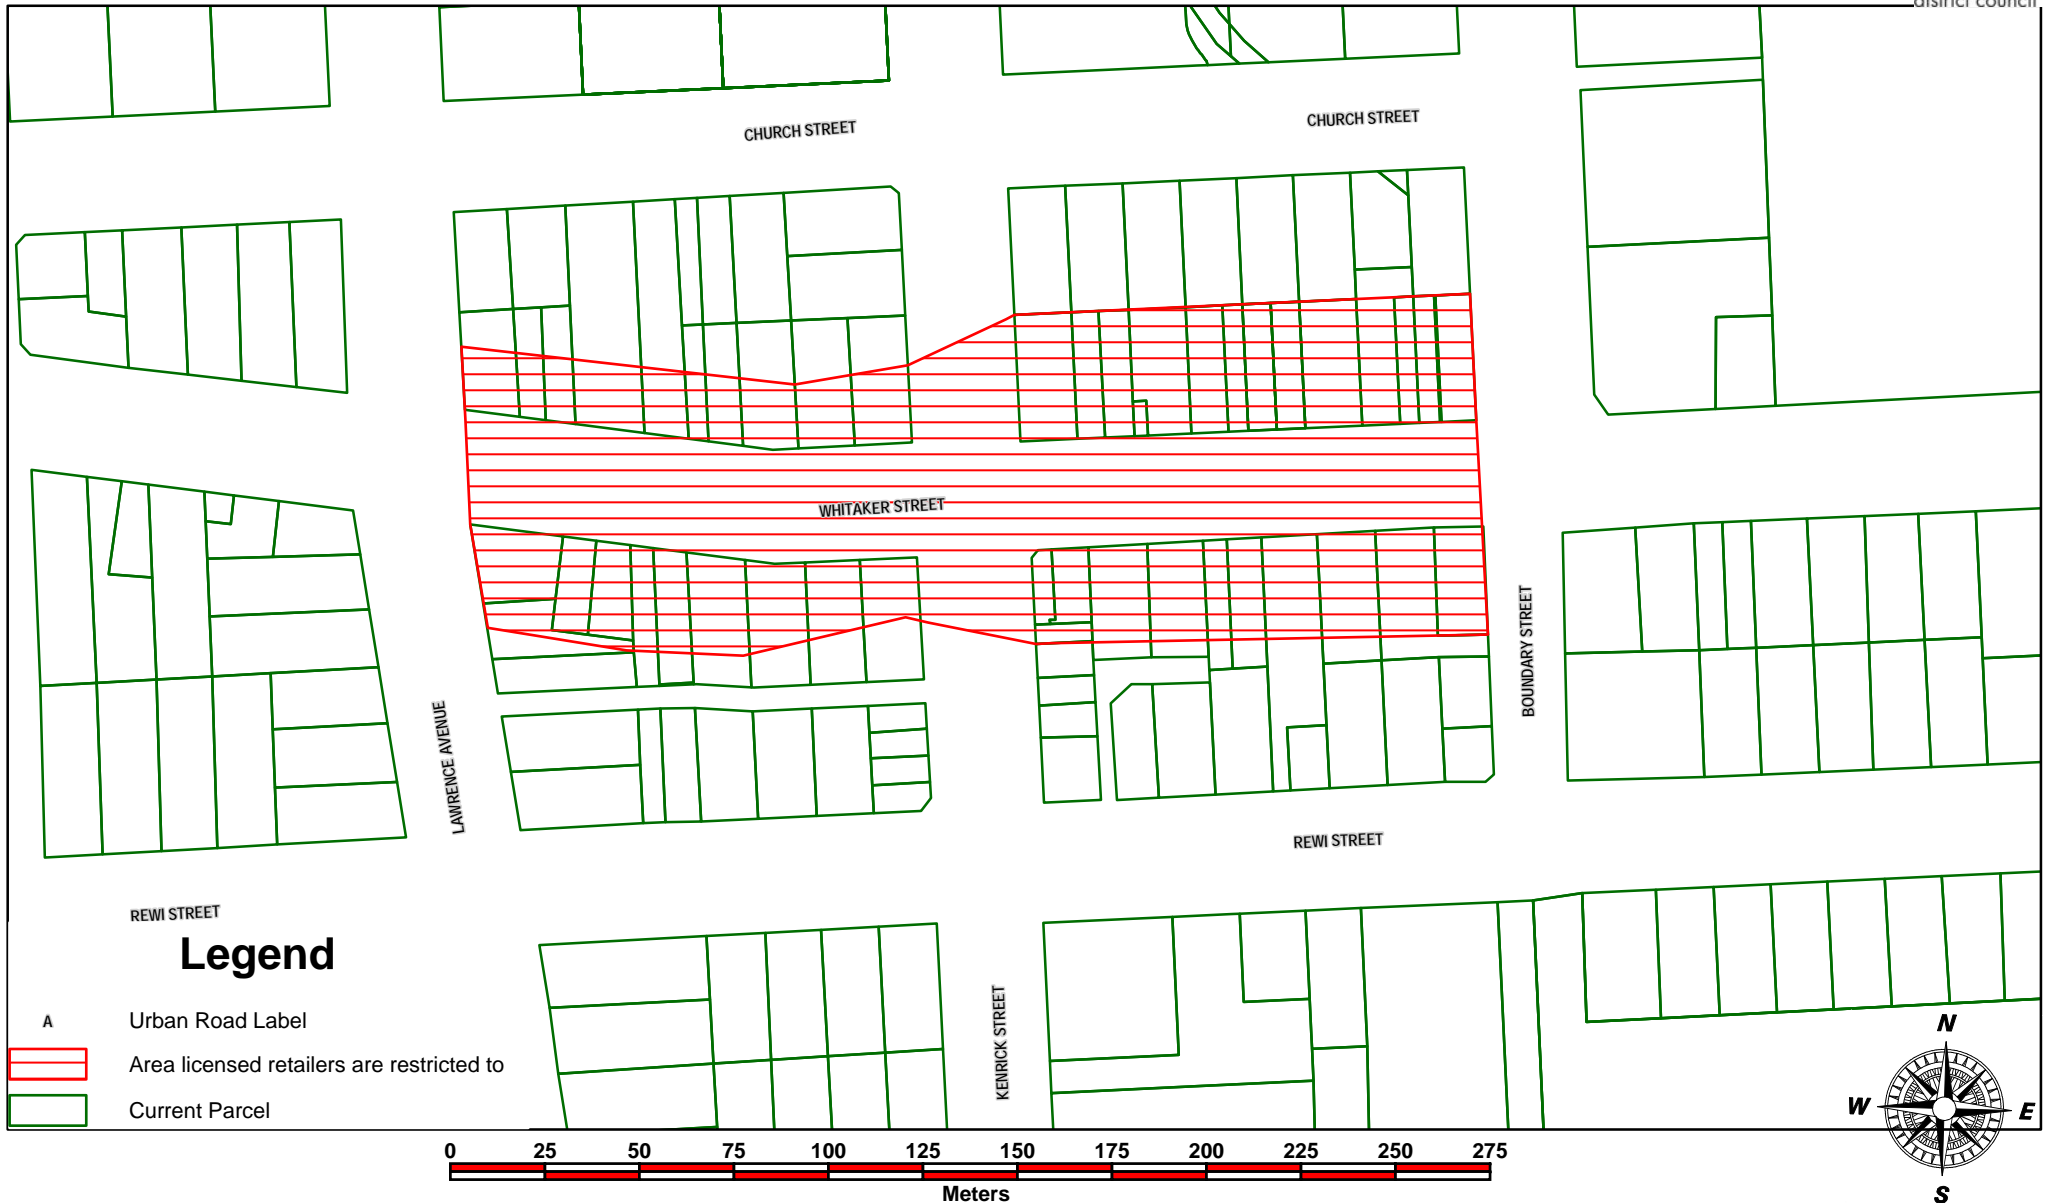 district council
CHURCH STREET
CHURCH STREET
WHITAKER STREET
BOUNDARY STREET
LAWRENCE AVENUE
REWI STREET
REWI STREET
KENRICK STREET
Legend
A Urban Road Label
Area licensed retailers are restricted to
Current Parcel
N
W E
S
0 25 50 75 100 125 150 175 200 225 250 275
Meters